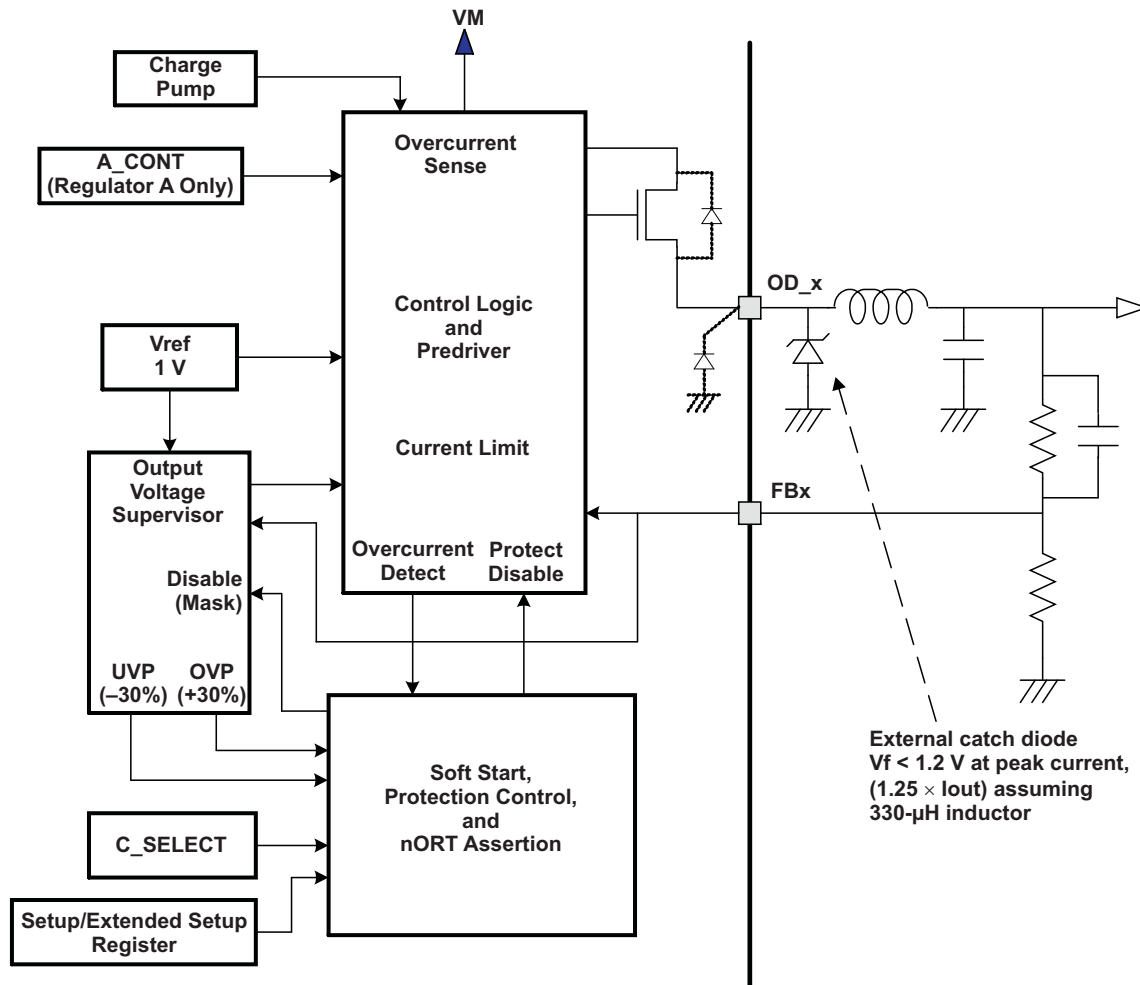 VM
Charge
Pump
A_CONT
(Regulator A Only)
Overcurrent
Sense
OD_x
Control Logic
and
Predriver
Vref
1 V
Current Limit
Output
Voltage
Supervisor
FBx
Overcurrent
Detect
Protect
Disable
Disable
(Mask)
UVP
(–30%)
OVP
(+30%)
External catch diode
Vf < 1.2 V at peak current,
(1.25 × Iout) assuming
330-µH inductor
Soft Start,
Protection Control,
and
nORT Assertion
C_SELECT
Setup/Extended Setup
Register